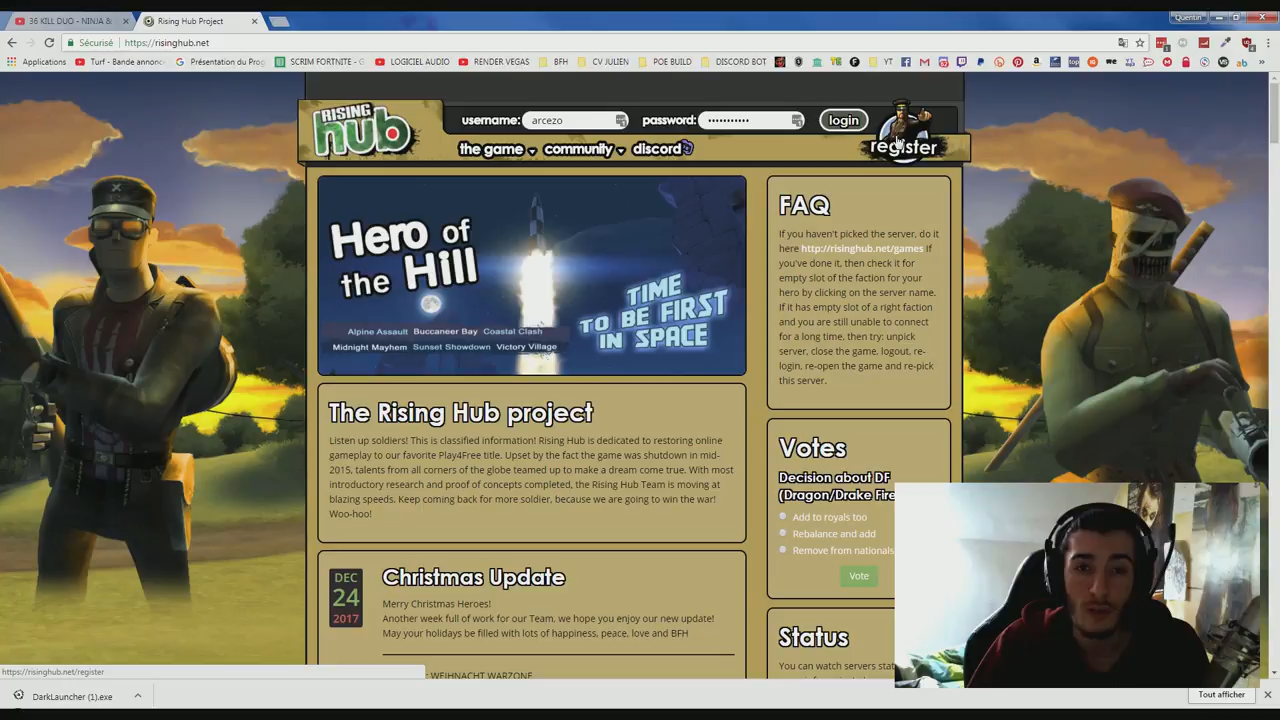 36 KILL DUO - NINJA &
Rising Hub Project
Quentin
Sécurisé
https://risinghub.net
Applications
Turf - Bande annonc
Présentation du Prog
SCRIM FORTNITE - G
LOGICIEL AUDIO
RENDER VEGAS
BFH
CV JULIEN
POE BUILD
DISCORD BOT
YT
RISING
hub
username:
arcezo
password:
login
the game
community
discord
register
Hero of
the Hill
TIME
TO BE FIRST
IN SPACE
Alpine Assault Buccaneer Bay Coastal Clash
Midnight Mayhem Sunset Showdown Victory Village
FAQ
If you haven't picked the server, do it
here http://risinghub.net/games If
you've done it, then check it for
empty slot of the faction for your
hero by clicking on the server name.
If it has empty slot of a right faction
and you are still unable to connect
for a long time, then try: unpick
server, close the game, logout, re-
login, re-open the game and re-pick
this server.
The Rising Hub project
Listen up soldiers! This is classified information! Rising Hub is dedicated to restoring online
gameplay to our favorite Play4Free title. Upset by the fact the game was shutdown in mid-
2015, talents from all corners of the globe teamed up to make a dream come true. With most
introductory research and proof of concepts completed, the Rising Hub Team is moving at
blazing speeds. Keep coming back for more soldier, because we are going to win the war!
Woo-hoo!
Votes
Decision about DF
(Dragon/Drake Fire
Add to royals too
Rebalance and add
Remove from nationals
Vote
DEC
24
2017
Christmas Update
Merry Christmas Heroes!
Another week full of work for our Team, we hope you enjoy our new update!
May your holidays be filled with lots of happiness, peace, love and BFH
: WEIHNACHT WARZONE
Status
You can watch servers stat
https://risinghub.net/register
DarkLauncher (1).exe
Tout afficher